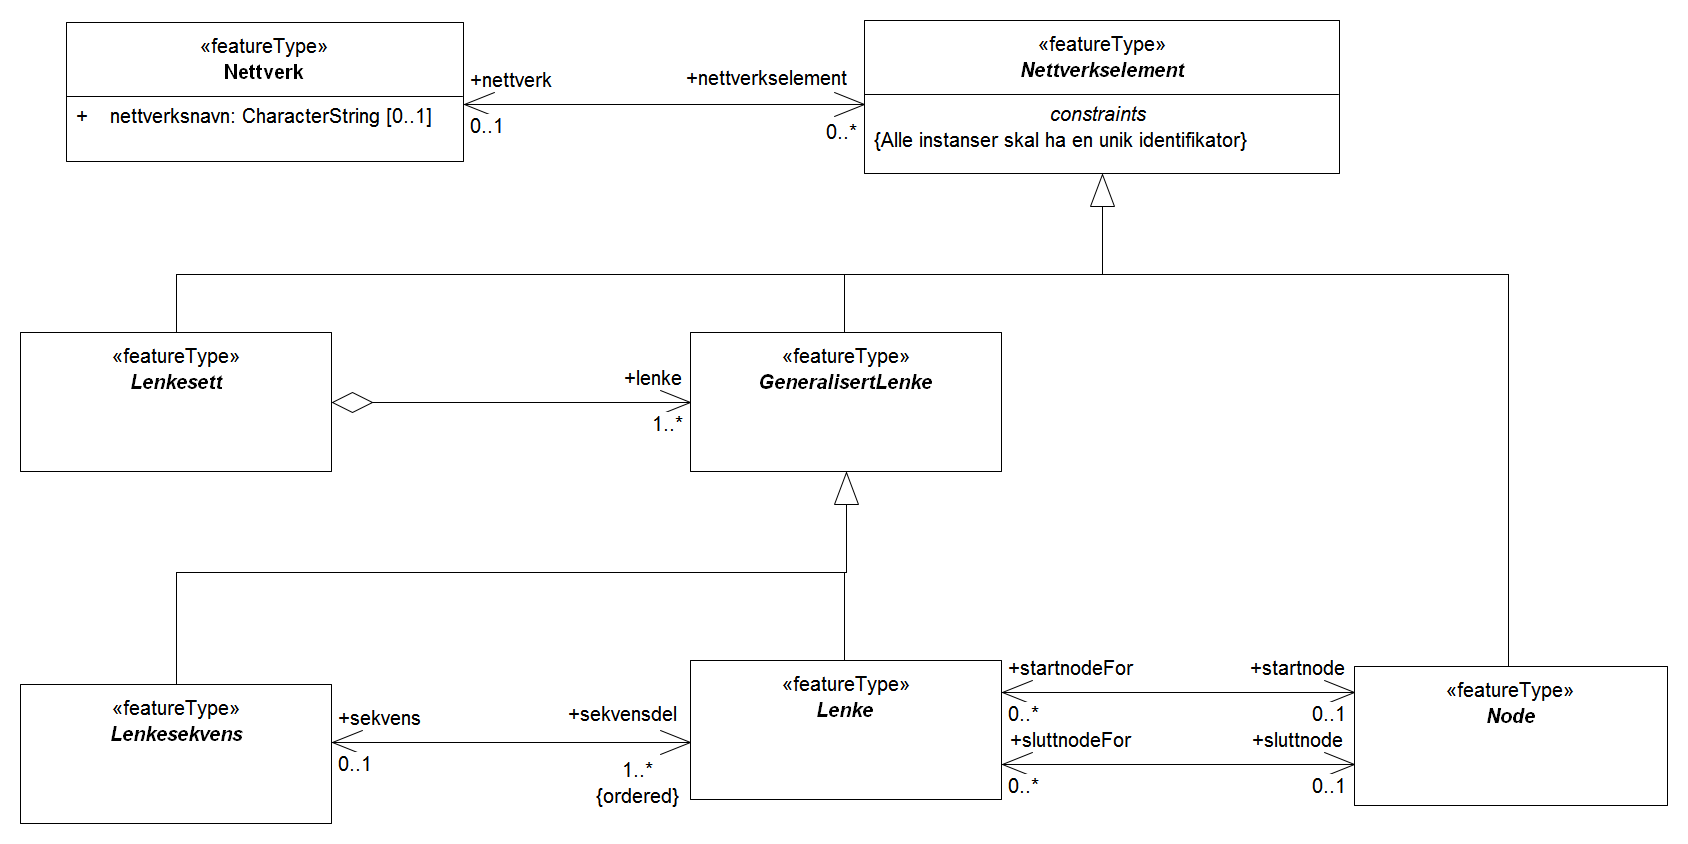 «featureType»
Nettverk
+ nettverksnavn: CharacterString [0..1]
+nettverk
0..1
+nettverkselement
0..*
«featureType»
Nettverkselement
constraints
{Alle instanser skal ha en unik identifikator}
«featureType»
Lenkesett
+lenke
1..*
«featureType»
GeneralisertLenke
«featureType»
Lenkesekvens
+sekvens
0..1
+sekvensdel
1..*
{ordered}
«featureType»
Lenke
+startnodeFor
0..*
+startnode
0..1
+sluttnodeFor
0..*
+sluttnode
0..1
«featureType»
Node